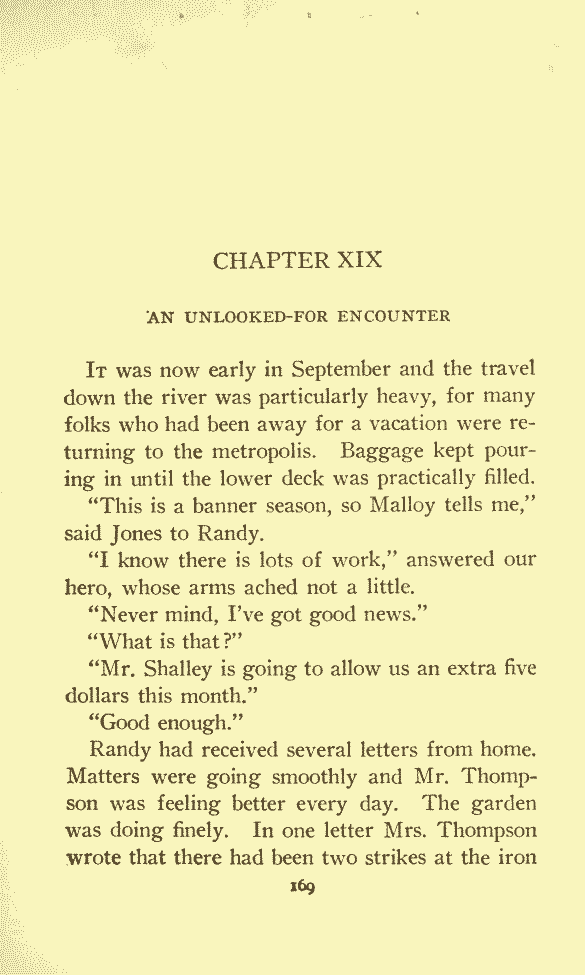 CHAPTER XIX
AN UNLOOKED-FOR ENCOUNTER
It was now early in September and the travel
down the river was particularly heavy, for many
folks who had been away for a vacation were re-
turning to the metropolis. Baggage kept pour-
ing in until the lower deck was practically filled.
“This is a banner season, so Malloy tells me,”
said Jones to Randy.
“I know there is lots of work,” answered our
hero, whose arms ached not a little.
“Never mind, I've got good news.”
“What is that?”
“Mr. Shalley is going to allow us an extra five
dollars this month.”
“Good enough.”
Randy had received several letters from home.
Matters were going smoothly and Mr. Thomp-
son was feeling better every day. The garden
was doing finely. In one letter Mrs. Thompson
wrote that there had been two strikes at the iron
169